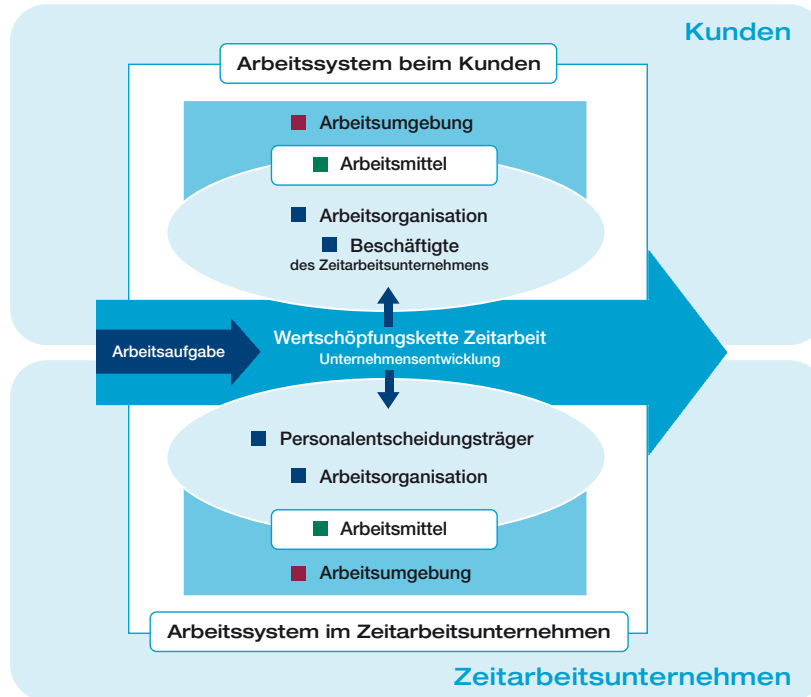 Kunden
Arbeitssystem beim Kunden
Arbeitsumgebung
Arbeitsmittel
Arbeitsorganisation
Beschäftigte
des Zeitarbeitsunternehmens
Arbeitsaufgabe
Wertschöpfungskette Zeitarbeit
Unternehmensentwicklung
Personalentscheidungsträger
Arbeitsorganisation
Arbeitsmittel
Arbeitsumgebung
Arbeitssystem im Zeitarbeitsunternehmen
Zeitarbeitsunternehmen